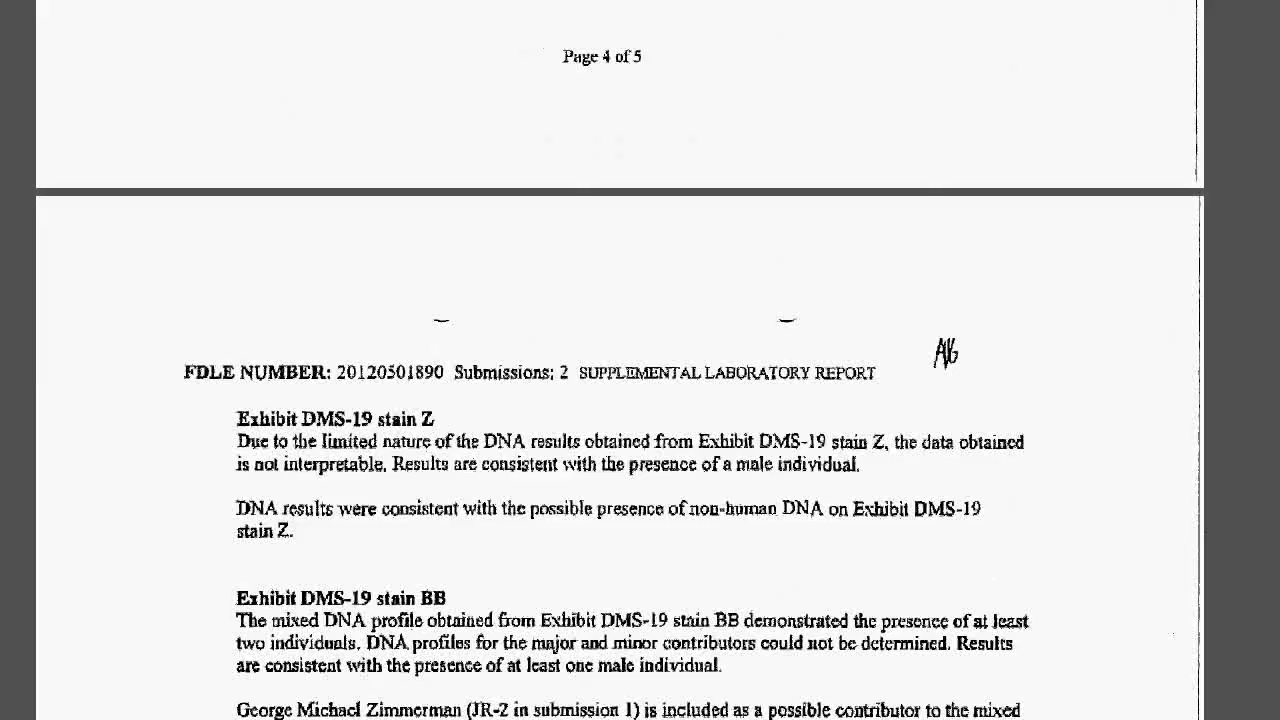 Page 4 of 5
FDLE NUMBER: 20120501890 Submissions: 2 SUPPLEMENTAL LABORATORY REPORT
Exhibit DMS-19 stain Z
Due to the limited nature of the DNA results obtained from Exhibit DMS-19 stain Z, the data obtained
is not interpretable. Results are consistent with the presence of a male individual.
DNA results were consistent with the possible presence of non-human DNA on Exhibit DMS-19
stain Z.
Exhibit DMS-19 stain BB
The mixed DNA profile obtained from Exhibit DMS-19 stain BB demonstrated the presence of at least
two individuals. DNA profiles for the major and minor contributors could not be determined. Results
are consistent with the presence of at least one male individual.
George Michael Zimmerman (JR-2 in submission 1) is included as a possible contributor to the mixed